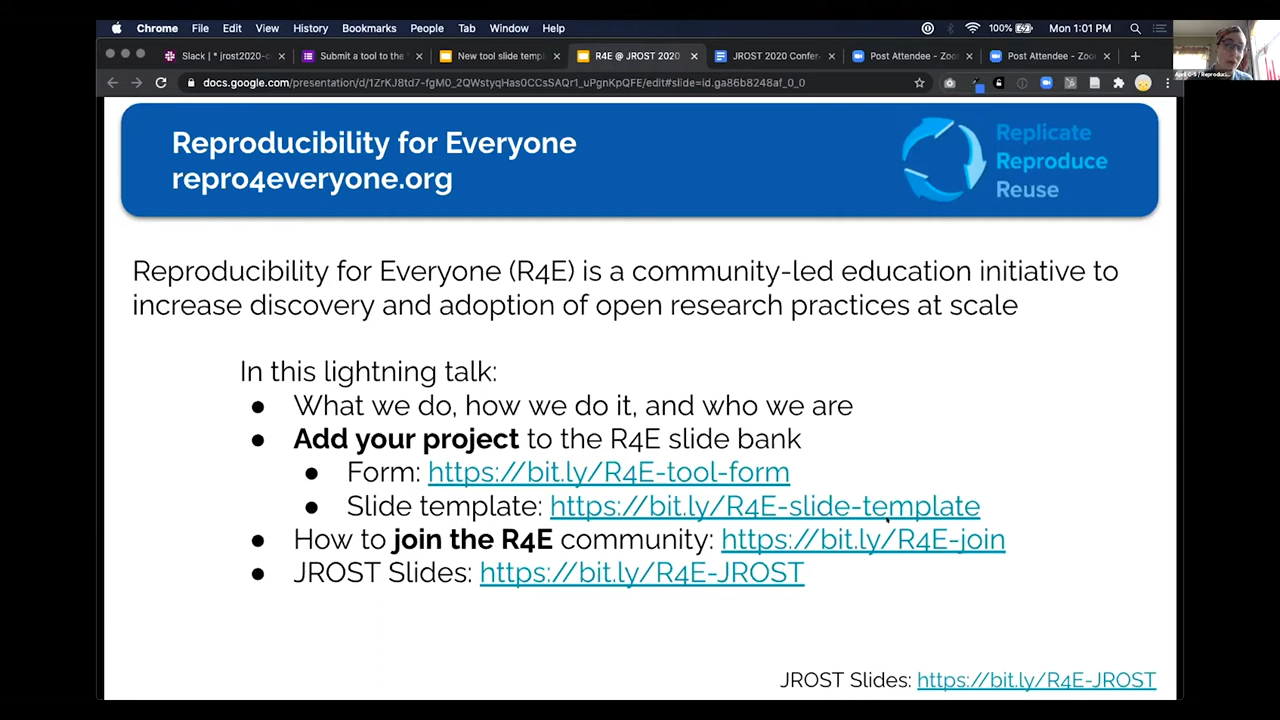 Chrome File Edit View History Bookmarks People Tab Window Help 100% Mon 1:01 PM
Slack | * jrost2020-c
Submit a tool to the
New tool slide templ
R4E @ JROST 2020
JROST 2020 Confer
Post Attendee - Zoo
Post Attendee - Zoo
docs.google.com/presentation/d/1ZrKJ8td7-fgM0_2QWstyqHas0CCsSAQr1_uPgnKpQFE/edit#slide=id.ga86b8248af_0_0
Reproducibility for Everyone
repro4everyone.org
Replicate
Reproduce
Reuse
Reproducibility for Everyone (R4E) is a community-led education initiative to
increase discovery and adoption of open research practices at scale
In this lightning talk:
● What we do, how we do it, and who we are
● Add your project to the R4E slide bank
● Form: https://bit.ly/R4E-tool-form
● Slide template: https://bit.ly/R4E-slide-template
● How to join the R4E community: https://bit.ly/R4E-join
● JROST Slides: https://bit.ly/R4E-JROST
JROST Slides: https://bit.ly/R4E-JROST